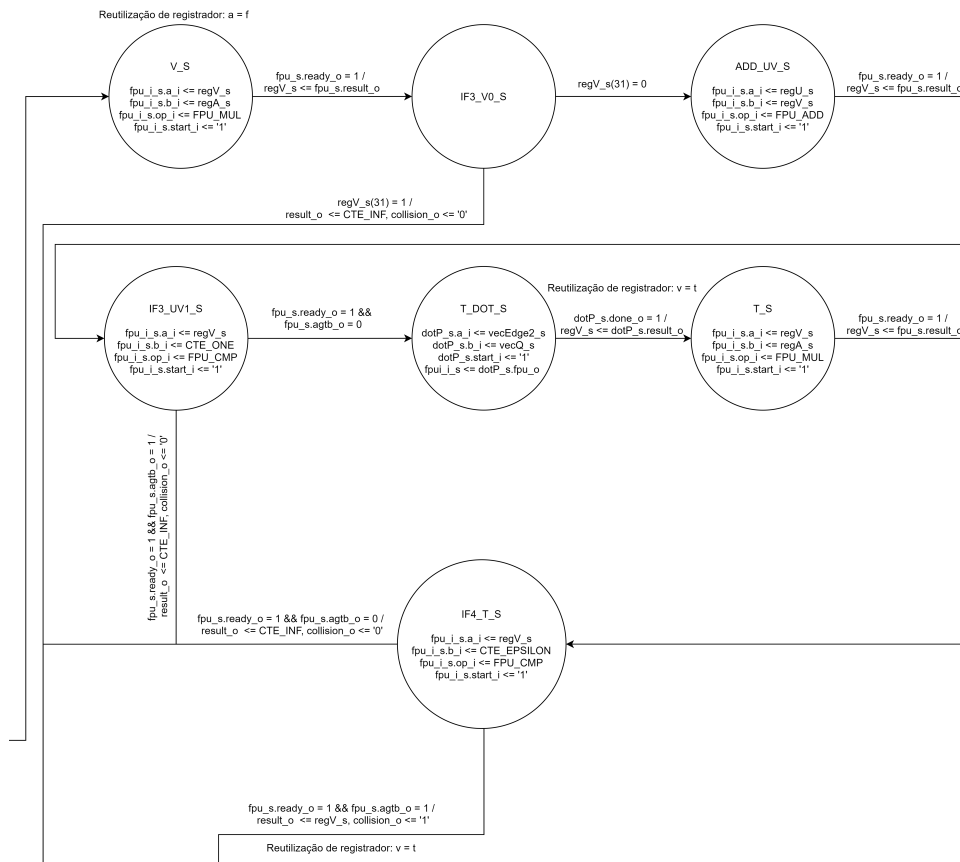 Reutilização de registrador: a = f
V_S
fpu_i_s.a_i <= regV_s
fpu_i_s.b_i <= regA_s
fpu_i_s.op_i <= FPU_MUL
fpu_i_s.start_i <= '1'
fpu_s.ready_o = 1 /
regV_s <= fpu_s.result_o
IF3_V0_S
regV_s(31) = 0
ADD_UV_S
fpu_i_s.a_i <= regU_s
fpu_i_s.b_i <= regV_s
fpu_i_s.op_i <= FPU_ADD
fpu_i_s.start_i <= '1'
fpu_s.ready_o = 1 /
regV_s <= fpu_s.result_o
regV_s(31) = 1 /
result_o <= CTE_INF, collision_o <= '0'
IF3_UV1_S
fpu_i_s.a_i <= regV_s
fpu_i_s.b_i <= CTE_ONE
fpu_i_s.op_i <= FPU_CMP
fpu_i_s.start_i <= '1'
fpu_s.ready_o = 1 &&
fpu_s.agtb_o = 0
T_DOT_S
dotP_s.a_i <= vecEdge2_s
dotP_s.b_i <= vecQ_s
dotP_s.start_i <= '1'
fpui_i_s <= dotP_s.fpu_o
Reutilização de registrador: v = t
dotP_s.done_o = 1 /
regV_s <= dotP_s.result_o
T_S
fpu_i_s.a_i <= regV_s
fpu_i_s.b_i <= regA_s
fpu_i_s.op_i <= FPU_MUL
fpu_i_s.start_i <= '1'
fpu_s.ready_o = 1 /
regV_s <= fpu_s.result_o
fpu_s.ready_o = 1 && fpu_s.agtb_o = 1 /
result_o <= CTE_INF, collision_o <= '0'
fpu_s.ready_o = 1 && fpu_s.agtb_o = 0 /
result_o <= CTE_INF, collision_o <= '0'
IF4_T_S
fpu_i_s.a_i <= regV_s
fpu_i_s.b_i <= CTE_EPSILON
fpu_i_s.op_i <= FPU_CMP
fpu_i_s.start_i <= '1'
fpu_s.ready_o = 1 && fpu_s.agtb_o = 1 /
result_o <= regV_s, collision_o <= '1'
Reutilização de registrador: v = t